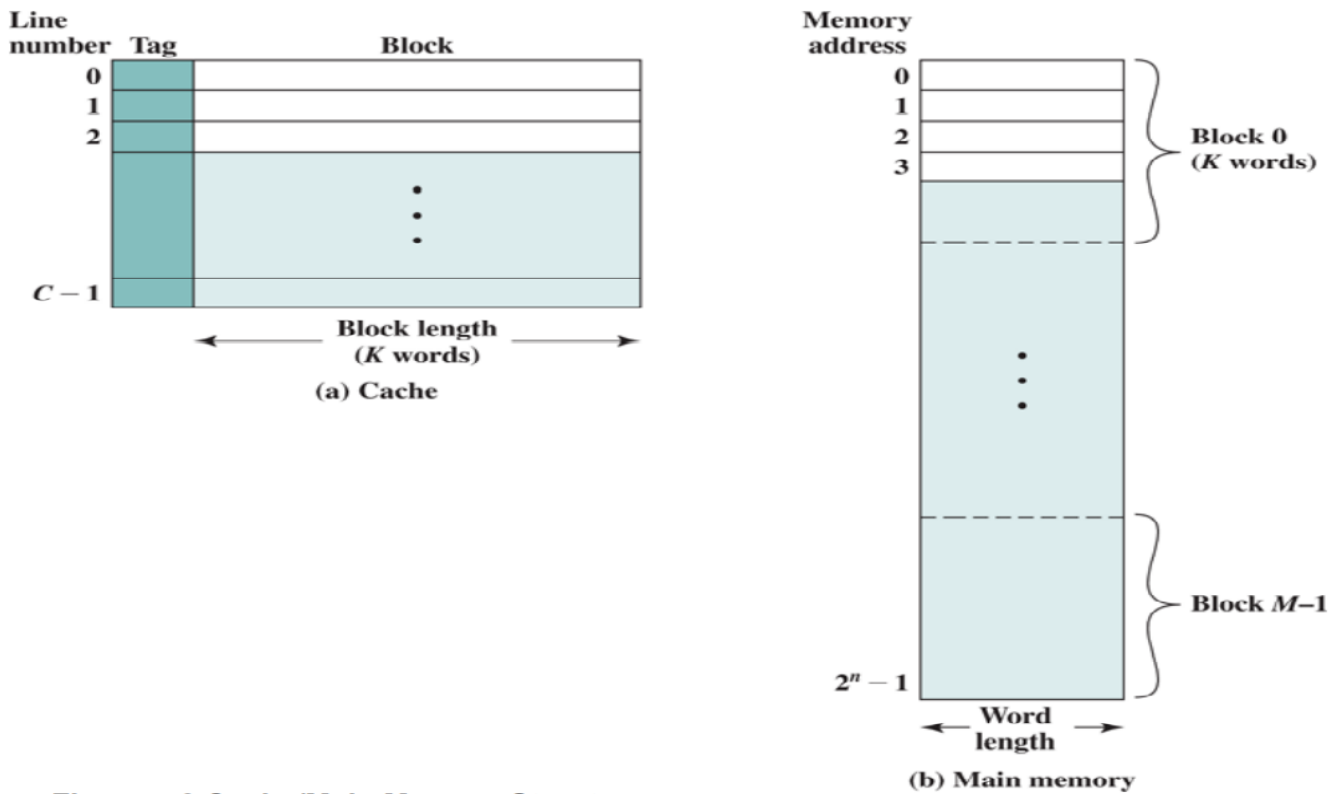 Line
number Tag Block
0
1
2
C – 1
Block length
(K words)
(a) Cache
Memory
address
0
1
2
3
Block 0
(K words)
Block M–1
2ⁿ – 1
Word
length
(b) Main memory